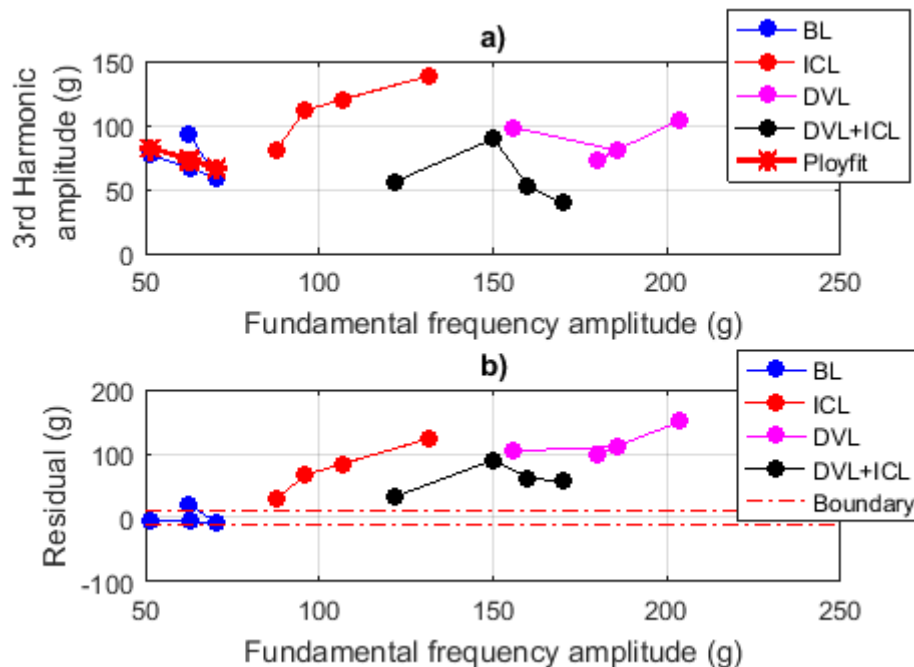 a)
BL
ICL
DVL
DVL+ICL
Ployfit
3rd Harmonic
amplitude (g)
150
100
50
0
50
100
150
200
250
Fundamental frequency amplitude (g)
b)
BL
ICL
DVL
DVL+ICL
Boundary
Residual (g)
200
100
0
-100
50
100
150
200
250
Fundamental frequency amplitude (g)